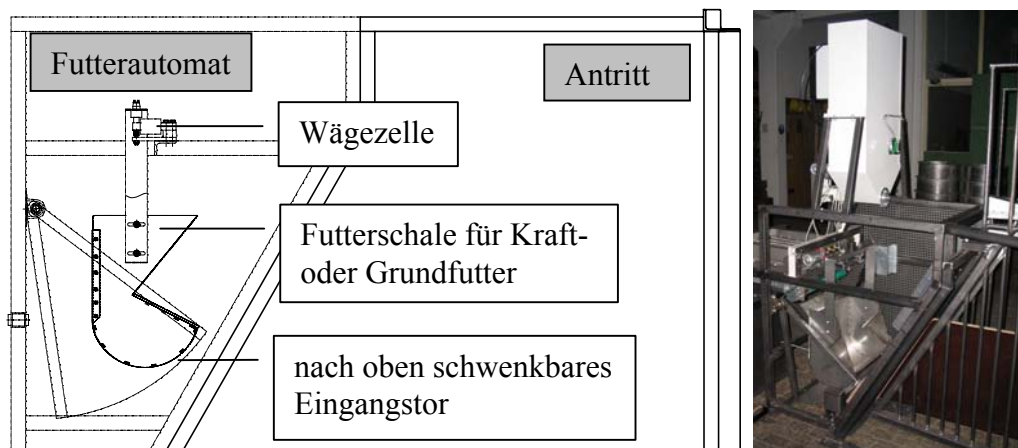 Futterautomat
Antritt
Wägezelle
Futterschale für Kraft-
oder Grundfutter
nach oben schwenkbares
Eingangstor